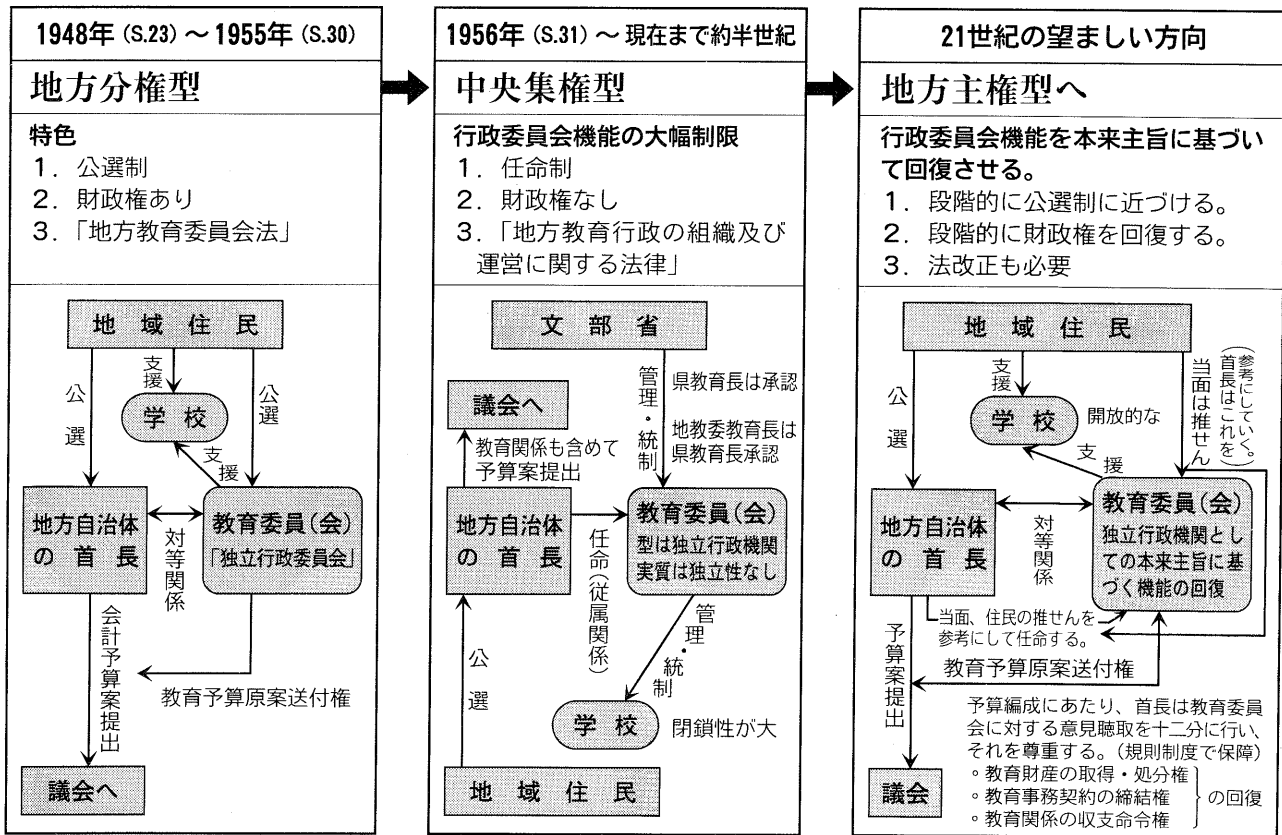 1948年 (S.23) ～ 1955年 (S.30)
地方分権型
特色
1. 公選制
2. 財政権あり
3. 「地方教育委員会法」
地域住民
公選
支援
公選
学校
支援
地方自治体
の首長
対等関係
教育委員(会)
「独立行政委員会」
会計予算案提出
教育予算原案送付権
議会へ
1956年 (S.31) ～ 現在まで約半世紀
中央集権型
行政委員会機能の大幅制限
1. 任命制
2. 財政権なし
3. 「地方教育行政の組織及び
運営に関する法律」
文部省
管理・統制
県教育長は承認
地教委教育長は
県教育長承認
議会へ
教育関係も含めて
予算案提出
地方自治体
の首長
任命(従属関係)
教育委員(会)
型は独立行政機関
実質は独立性なし
管理・統制
公選
学校
閉鎖性が大
地域住民
21世紀の望ましい方向
地方主権型へ
行政委員会機能を本来主旨に基づい
て回復させる。
1. 段階的に公選制に近づける。
2. 段階的に財政権を回復する。
3. 法改正も必要
地域住民
公選
支援
当面は推せん
(首長はこれを
参考にしていく。)
学校
開放的な
支援
地方自治体
の首長
対等関係
教育委員(会)
独立行政機関とし
ての本来主旨に基
づく機能の回復
当面、住民の推せんを
参考にして任命する。
予算案提出
教育予算原案送付権
予算編成にあたり、首長は教育委員
会に対する意見聴取を十二分に行い、
それを尊重する。(規則制度で保障)
。教育財産の取得・処分権
。教育事務契約の締結権
。教育関係の収支命令権
の回復
議会